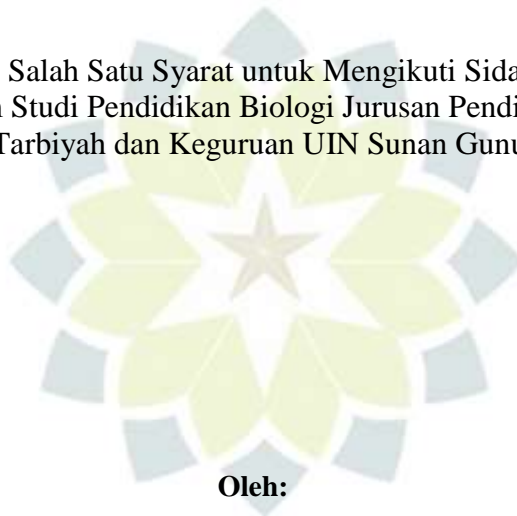 Salah Satu Syarat untuk Mengikuti Sida
Studi Pendidikan Biologi Jurusan Pendi
Tarbiyah dan Keguruan UIN Sunan Gunu
Oleh: